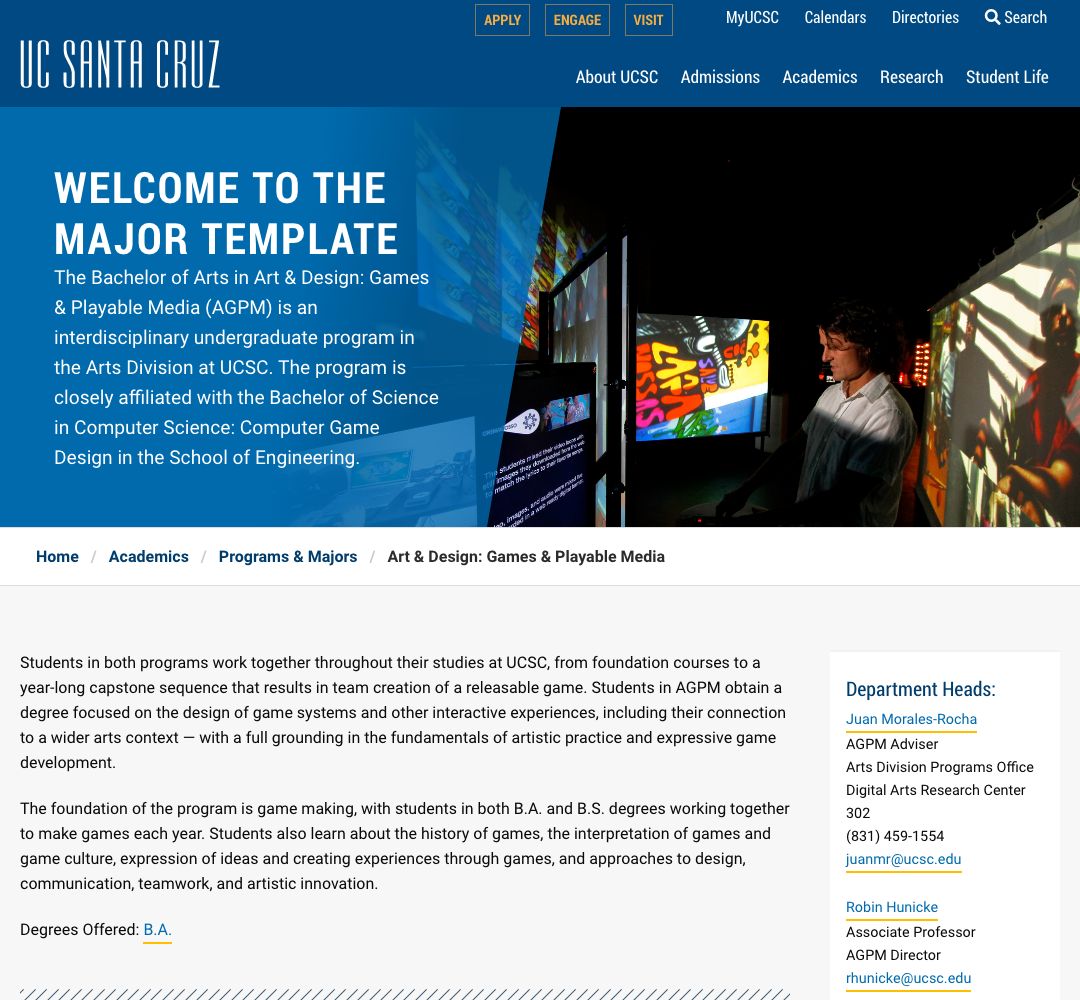 APPLY ENGAGE VISIT MyUCSC Calendars Directories Search
UC SANTA CRUZ
About UCSC Admissions Academics Research Student Life
WELCOME TO THE
MAJOR TEMPLATE
The Bachelor of Arts in Art & Design: Games
& Playable Media (AGPM) is an
interdisciplinary undergraduate program in
the Arts Division at UCSC. The program is
closely affiliated with the Bachelor of Science
in Computer Science: Computer Game
Design in the School of Engineering.
Home / Academics / Programs & Majors / Art & Design: Games & Playable Media
Students in both programs work together throughout their studies at UCSC, from foundation courses to a
year-long capstone sequence that results in team creation of a releasable game. Students in AGPM obtain a
degree focused on the design of game systems and other interactive experiences, including their connection
to a wider arts context — with a full grounding in the fundamentals of artistic practice and expressive game
development.
The foundation of the program is game making, with students in both B.A. and B.S. degrees working together
to make games each year. Students also learn about the history of games, the interpretation of games and
game culture, expression of ideas and creating experiences through games, and approaches to design,
communication, teamwork, and artistic innovation.
Degrees Offered: B.A.
Department Heads:
Juan Morales-Rocha
AGPM Adviser
Arts Division Programs Office
Digital Arts Research Center
302
(831) 459-1554
juanmr@ucsc.edu
Robin Hunicke
Associate Professor
AGPM Director
rhunicke@ucsc.edu